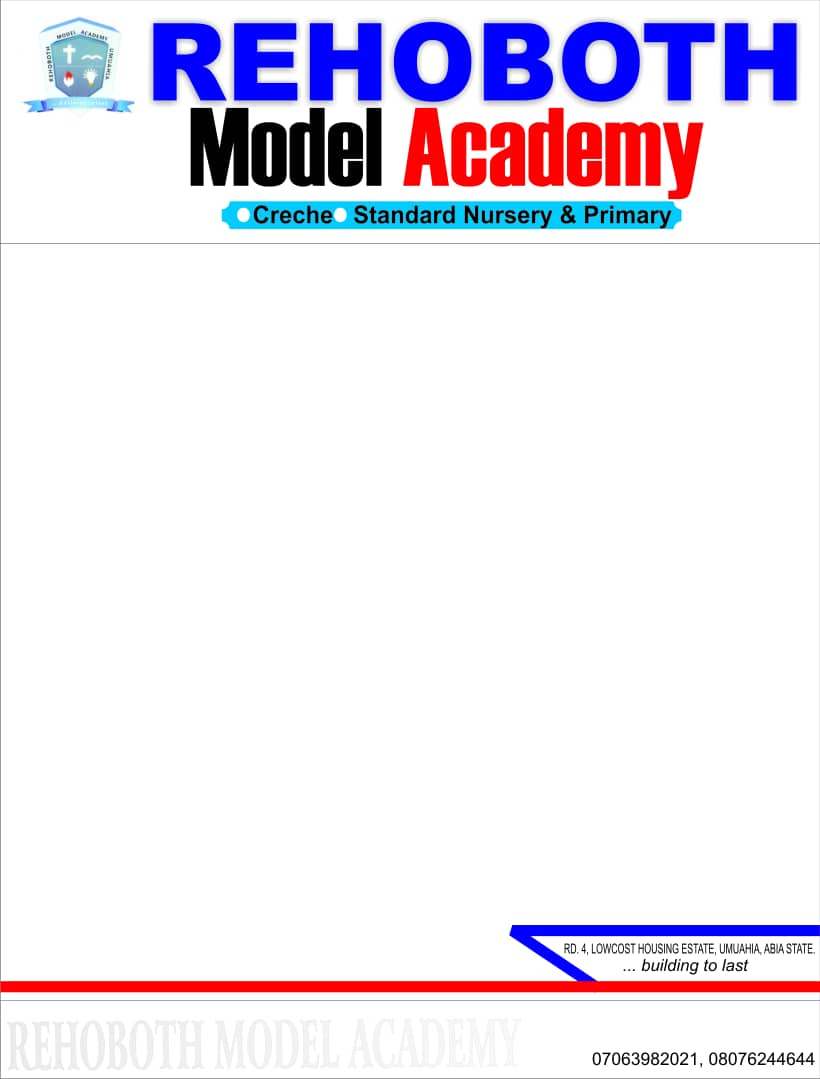 REHOBOTH MODEL ACADEMY UMUAHIA
REHOBOTH
Model Academy
Creche Standard Nursery & Primary
RD. 4, LOWCOST HOUSING ESTATE, UMUAHIA, ABIA STATE.
... building to last
REHOBOTH MODEL ACADEMY
07063982021, 08076244644